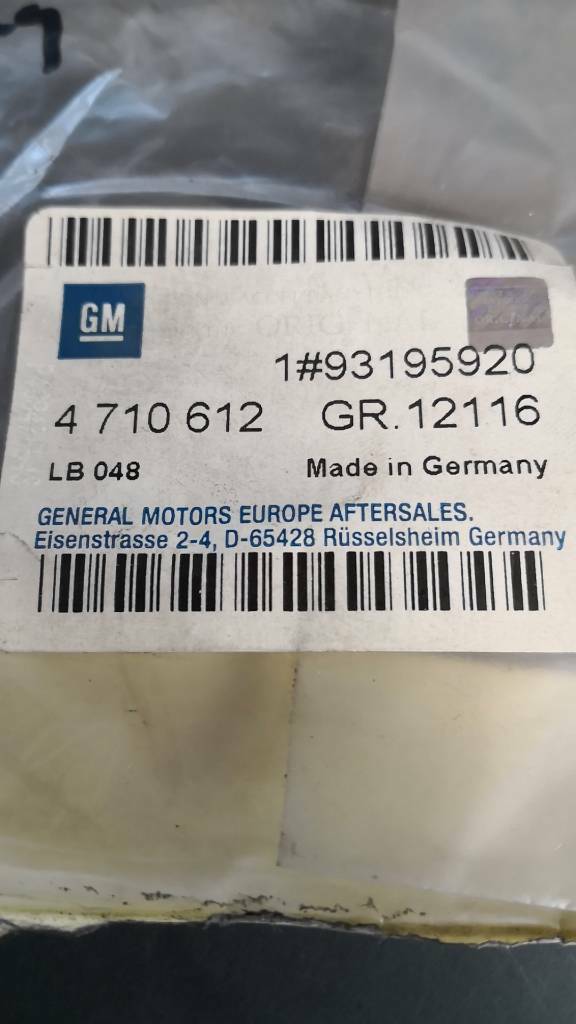 GM
1#93195920
4 710 612 GR.12116
LB 048 Made in Germany
GENERAL MOTORS EUROPE AFTERSALES.
Eisenstrasse 2-4, D-65428 Rüsselsheim Germany